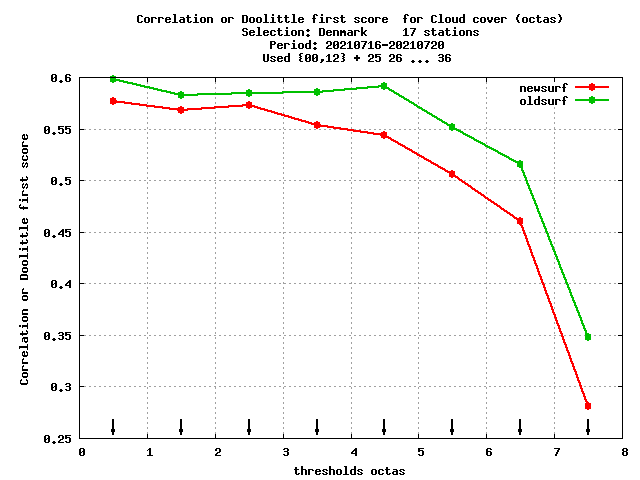 Correlation or Doolittle first score  for Cloud cover (octas)
Selection: Denmark     17 stations
Period: 20210716-20210720
Used {00,12} + 25 26 ... 36
newsurf
oldsurf
Correlation or Doolittle first score
0.6
0.55
0.5
0.45
0.4
0.35
0.3
0.25
0 1 2 3 4 5 6 7 8
thresholds octas